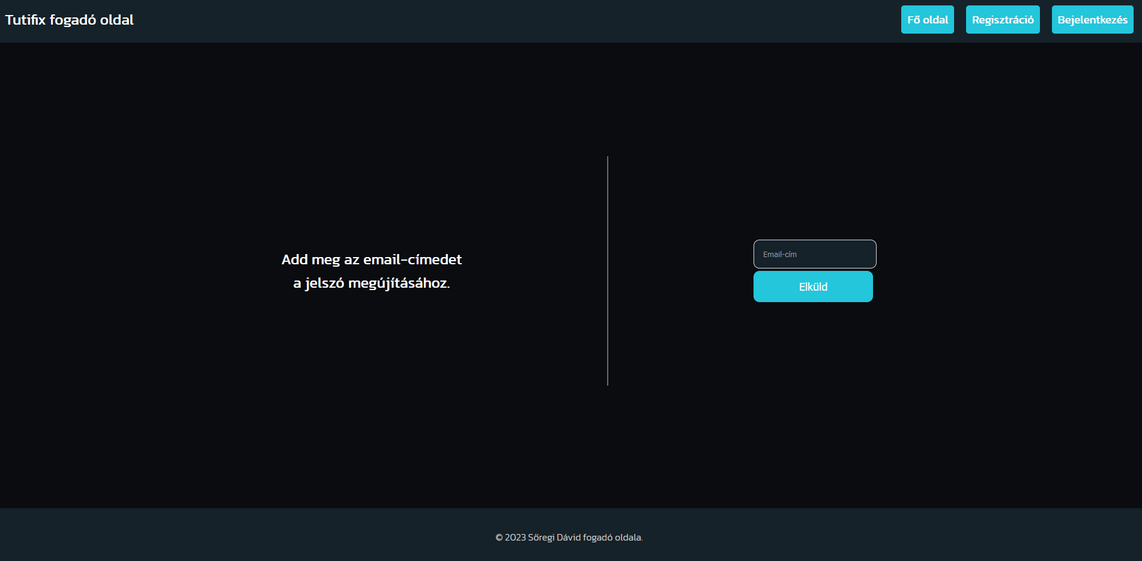 Tutifix fogadó oldal
Fő oldal
Regisztráció
Bejelentkezés
Add meg az email-címedet
a jelszó megújításához.
Email-cím
Elküld
© 2023 Sőregi Dávid fogadó oldala.